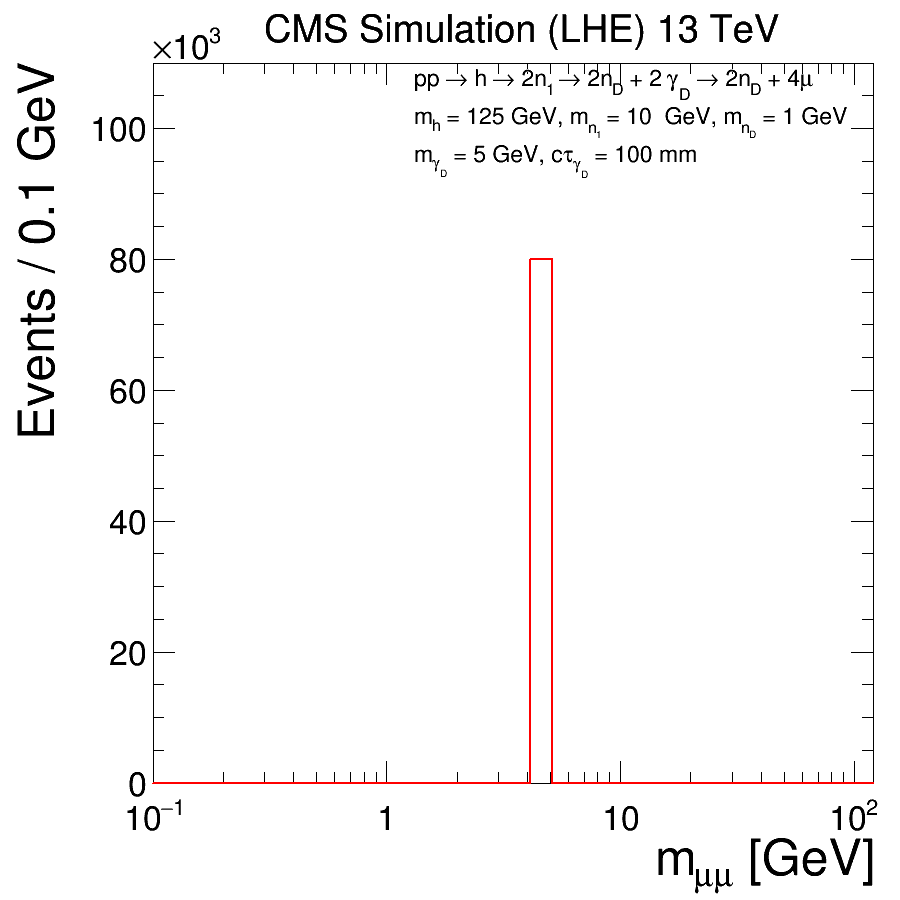 CMS Simulation (LHE) 13 TeV
×10³
pp → h → 2n₁ → 2n_D + 2 γ_D → 2n_D + 4μ
m_h = 125 GeV, m_n₁ = 10 GeV, m_n_D = 1 GeV
m_γ_D = 5 GeV, cτ_γ_D = 100 mm
Events / 0.1 GeV
100
80
60
40
20
0
10⁻¹ 1 10 10²
m_μμ [GeV]